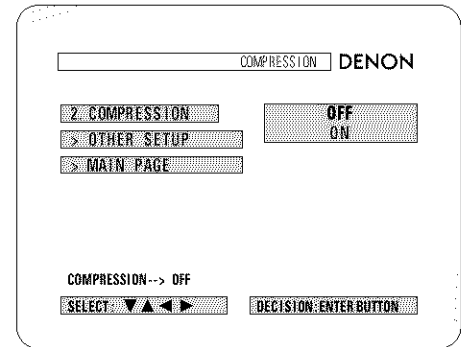 COMPRESSION DENON
2 COMPRESSION
> OTHER SETUP
> MAIN PAGE
OFF
ON
COMPRESSION--> OFF
SELECT: ▼▲◀▶ DECISION:ENTER BUTTON